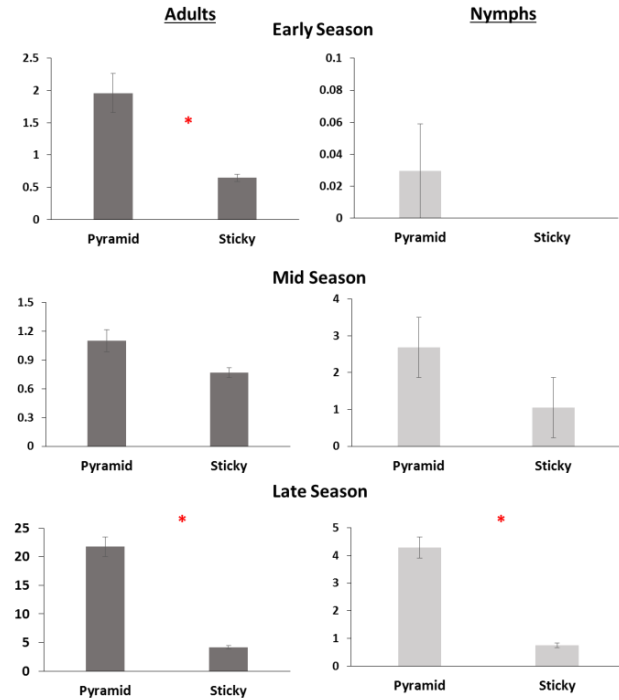 Adults Nymphs
Early Season
2.5 0.1
2 0.08
1.5 * 0.06
1 0.04
0.5 0.02
0 0
Pyramid Sticky Pyramid Sticky
Mid Season
1.5 4
1.2 3
0.9 2
0.6 1
0.3 0
0
Pyramid Sticky Pyramid Sticky
Late Season
* *
25 5
20 4
15 3
10 2
5 1
0 0
Pyramid Sticky Pyramid Sticky